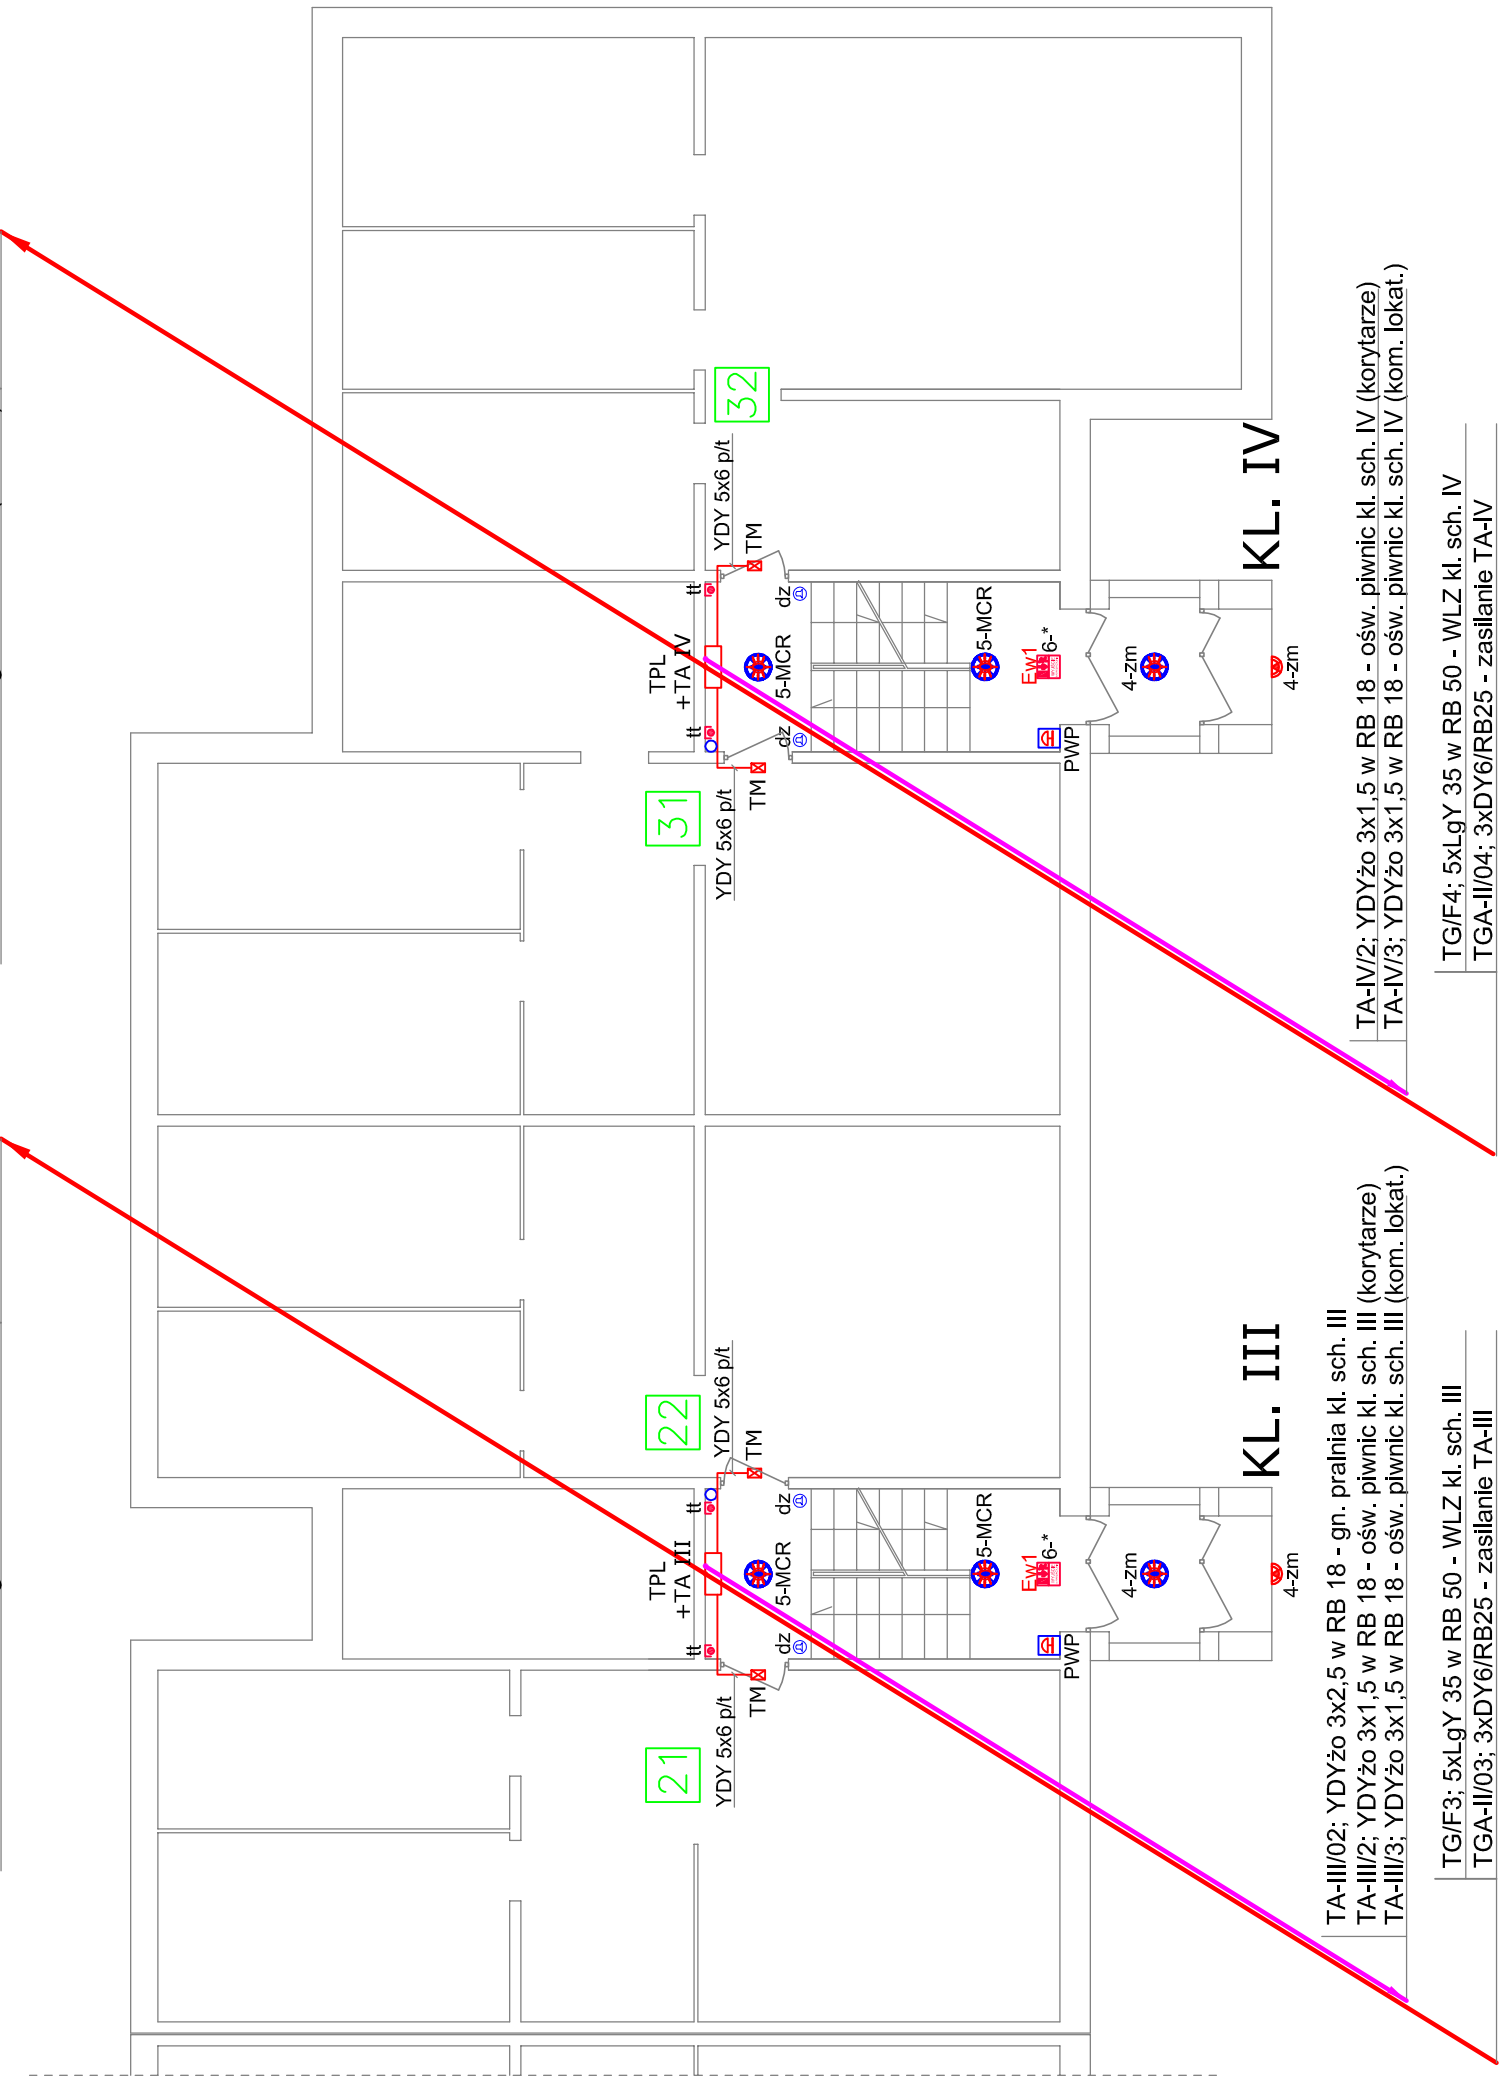 TPL
+TA III
tt
tt
21
22
YDY 5x6 p/t
YDY 5x6 p/t
TM
TM
dz
dz
5-MCR
5-MCR
EW1
6-*
PWP
4-zm
4-zm
KL. III
TA-III/02; YDYżo 3x2,5 w RB 18 - gn. pralnia kl. sch. III
TA-III/2; YDYżo 3x1,5 w RB 18 - ośw. piwnic kl. sch. III (korytarze)
TA-III/3; YDYżo 3x1,5 w RB 18 - ośw. piwnic kl. sch. III (kom. lokat.)
TG/F3; 5xLgY 35 w RB 50 - WLZ kl. sch. III
TGA-II/03; 3xDY6/RB25 - zasilanie TA-III
TPL
+TA IV
tt
tt
31
32
YDY 5x6 p/t
YDY 5x6 p/t
TM
TM
dz
dz
5-MCR
5-MCR
EW1
6-*
PWP
4-zm
4-zm
KL. IV
TA-IV/2; YDYżo 3x1,5 w RB 18 - ośw. piwnic kl. sch. IV (korytarze)
TA-IV/3; YDYżo 3x1,5 w RB 18 - ośw. piwnic kl. sch. IV (kom. lokat.)
TG/F4; 5xLgY 35 w RB 50 - WLZ kl. sch. IV
TGA-II/04; 3xDY6/RB25 - zasilanie TA-IV